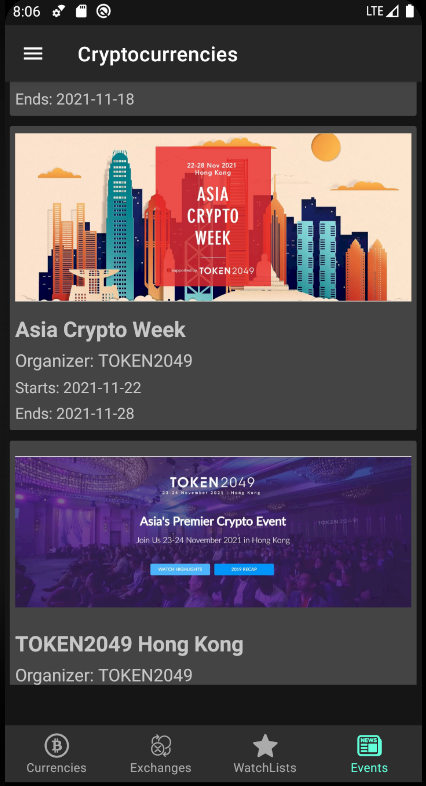 8:06 LTE
Cryptocurrencies
Ends: 2021-11-18
22-28 Nov 2021
Hong Kong
ASIA
CRYPTO
WEEK
TOKEN2049
Asia Crypto Week
Organizer: TOKEN2049
Starts: 2021-11-22
Ends: 2021-11-28
TOKEN2049
23-24 November 2021 - Hong Kong
TOKEN2049
Asia's Premier Crypto Event
Join Us 23-24 November 2021 in Hong Kong
WATCH HIGHLIGHTS 2019 RECAP
TOKEN2049 Hong Kong
Organizer: TOKEN2049
NEWS
Currencies Exchanges WatchLists Events